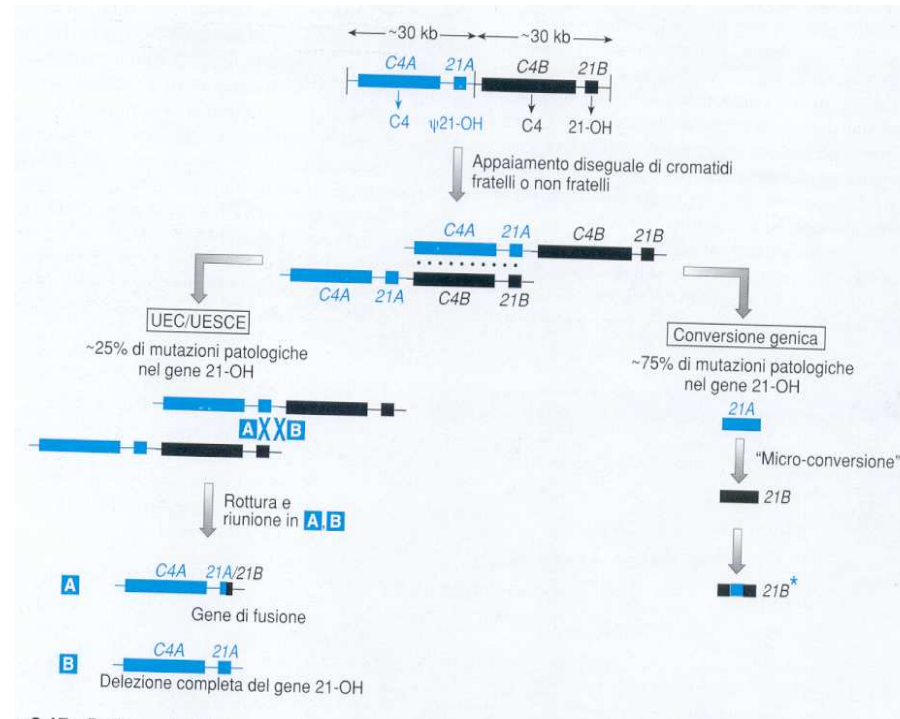 ~30 kb ~30 kb
C4A 21A C4B 21B
C4 ψ21-OH C4 21-OH
Appaiamento diseguale di cromatidi
fratelli o non fratelli
C4A 21A C4B 21B
C4A 21A C4B 21B
UEC/UESCE
~25% di mutazioni patologiche
nel gene 21-OH
A B
Rottura e
riunione in A, B
A
C4A 21A/21B
Gene di fusione
B
C4A 21A
Delezione completa del gene 21-OH
Conversione genica
~75% di mutazioni patologiche
nel gene 21-OH
21A
“Micro-conversione”
21B
21B*